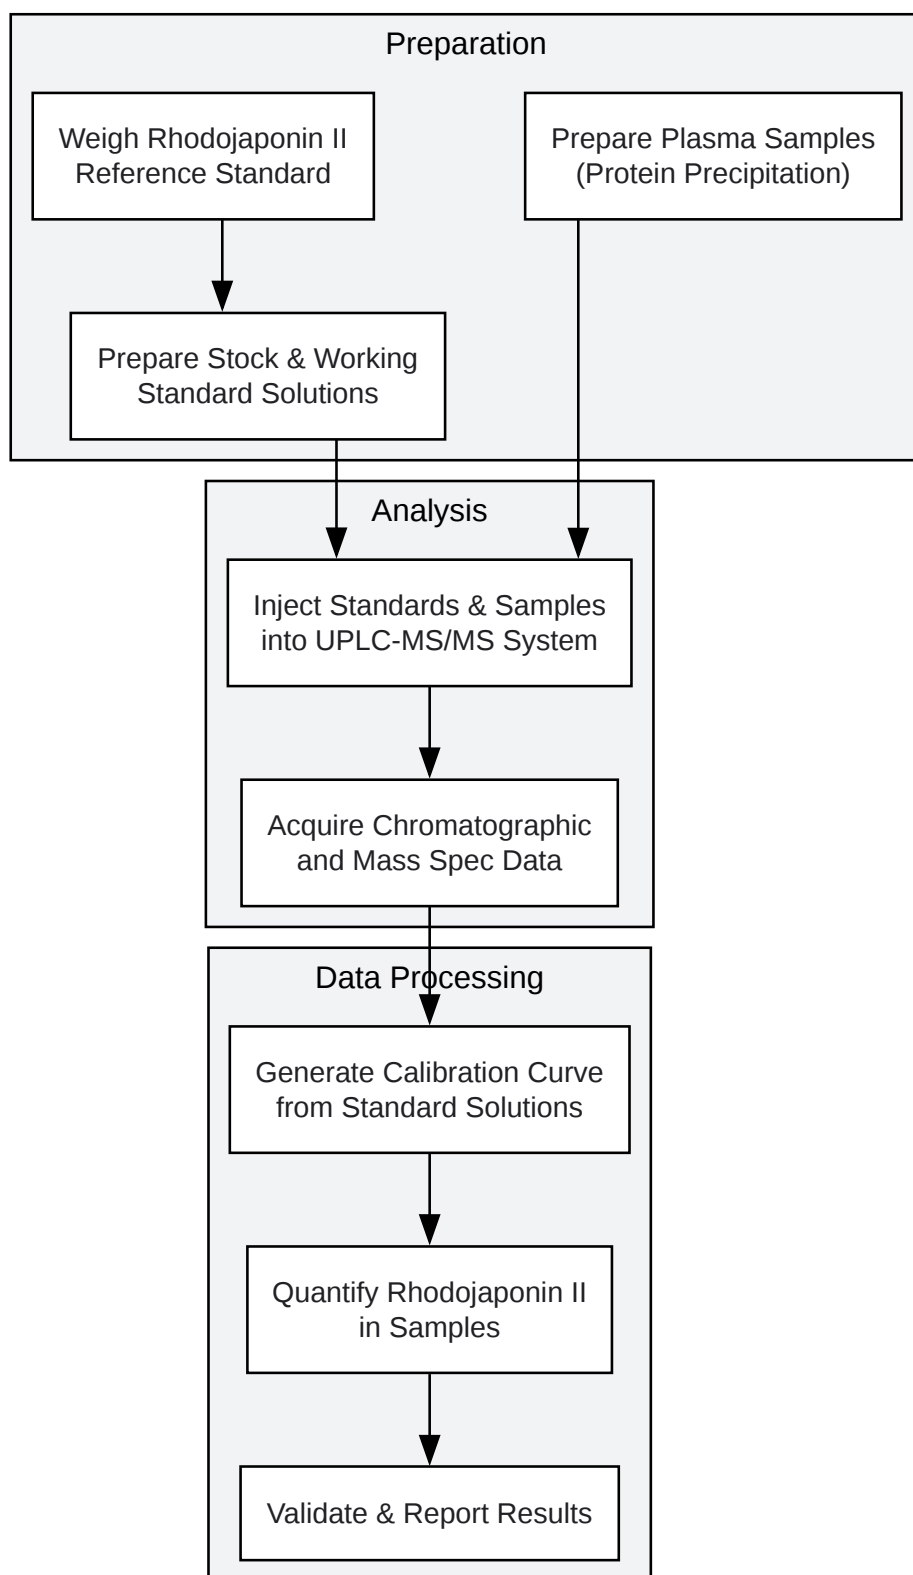 Preparation
Weigh Rhodojaponin II
Reference Standard
Prepare Plasma Samples
(Protein Precipitation)
Prepare Stock & Working
Standard Solutions
Analysis
Inject Standards & Samples
into UPLC-MS/MS System
Acquire Chromatographic
and Mass Spec Data
Data Processing
Generate Calibration Curve
from Standard Solutions
Quantify Rhodojaponin II
in Samples
Validate & Report Results